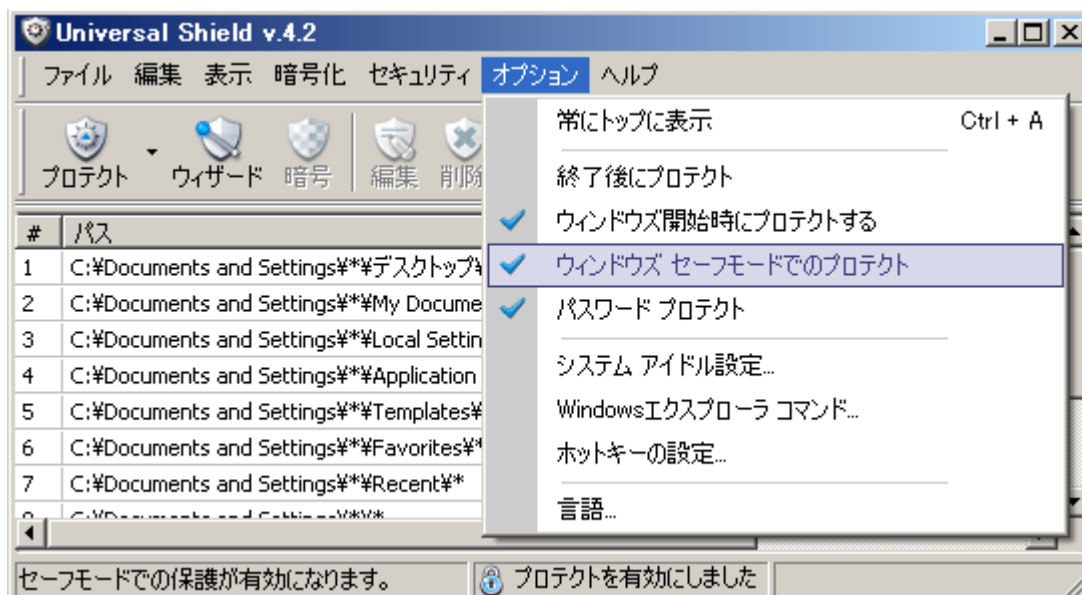 Universal Shield v.4.2
ファイル 編集 表示 暗号化 セキュリティ オプション ヘルプ
プロテクト ウィザード 暗号 編集 削除
常にトップに表示 Ctrl + A
終了後にプロテクト
ウィンドウズ開始時にプロテクトする
ウィンドウズ セーフモードでのプロテクト
パスワード プロテクト
システム アイドル設定...
Windowsエクスプローラ コマンド...
ホットキーの設定...
言語...
# パス
1 C:¥Documents and Settings¥*¥デスクトップ¥
2 C:¥Documents and Settings¥*¥My Docume
3 C:¥Documents and Settings¥*¥Local Settin
4 C:¥Documents and Settings¥*¥Application
5 C:¥Documents and Settings¥*¥Templates¥
6 C:¥Documents and Settings¥*¥Favorites¥*
7 C:¥Documents and Settings¥*¥Recent¥*
セーフモードでの保護が有効になります。 プロテクトを有効にしました